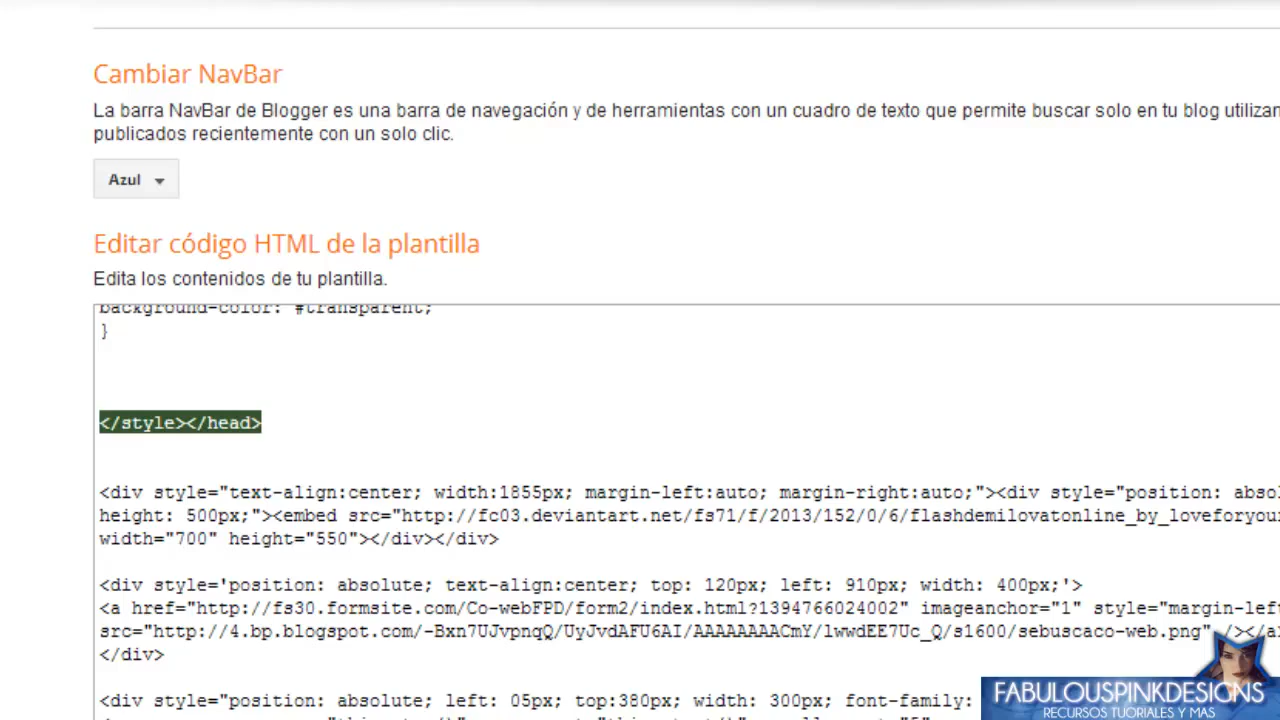 Cambiar NavBar
La barra NavBar de Blogger es una barra de navegación y de herramientas con un cuadro de texto que permite buscar solo en tu blog utilizan
publicados recientemente con un solo clic.
Azul
Editar código HTML de la plantilla
Edita los contenidos de tu plantilla.
background-color: #transparent;
}
</style></head>
<div style="text-align:center; width:1855px; margin-left:auto; margin-right:auto;"><div style="position: absol
height: 500px;"><embed src="http://fc03.deviantart.net/fs71/f/2013/152/0/6/flashdemilovatonline_by_loveforyour
width="700" height="550"></div></div>
<div style='position: absolute; text-align:center; top: 120px; left: 910px; width: 400px;'>
<a href="http://fs30.formsite.com/Co-webFPD/form2/index.html?1394766024002" imageanchor="1" style="margin-left
src="http://4.bp.blogspot.com/-Bxn7UJvpnqQ/UyJvdAFU6AI/AAAAAAAACmY/lwwdEE7Uc_Q/s1600/sebuscaco-web.png" /></a>
</div>
<div style="position: absolute; left: 05px; top:380px; width: 300px; font-family:
FABULOUSPINKDESIGNS
RECURSOS TUORIALES Y MAS